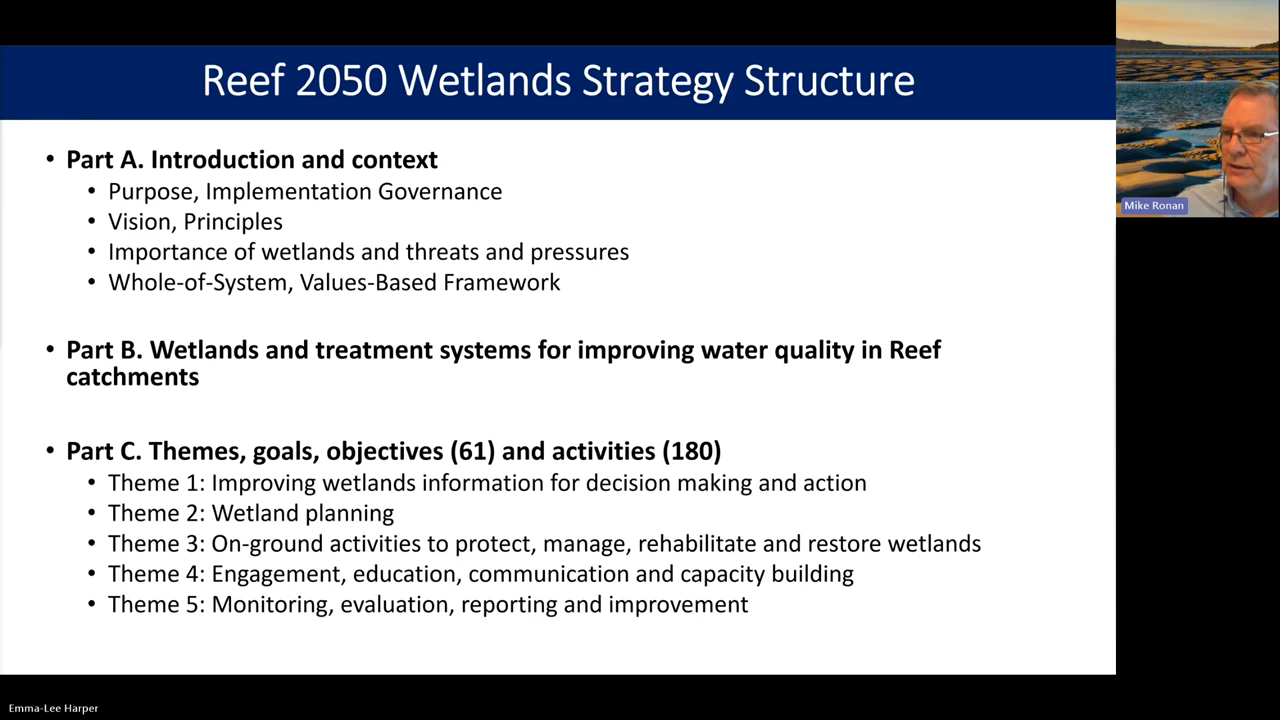 Reef 2050 Wetlands Strategy Structure
• Part A. Introduction and context
• Purpose, Implementation Governance
• Vision, Principles
• Importance of wetlands and threats and pressures
• Whole-of-System, Values-Based Framework
• Part B. Wetlands and treatment systems for improving water quality in Reef
catchments
• Part C. Themes, goals, objectives (61) and activities (180)
• Theme 1: Improving wetlands information for decision making and action
• Theme 2: Wetland planning
• Theme 3: On-ground activities to protect, manage, rehabilitate and restore wetlands
• Theme 4: Engagement, education, communication and capacity building
• Theme 5: Monitoring, evaluation, reporting and improvement
Mike Ronan
Emma-Lee Harper